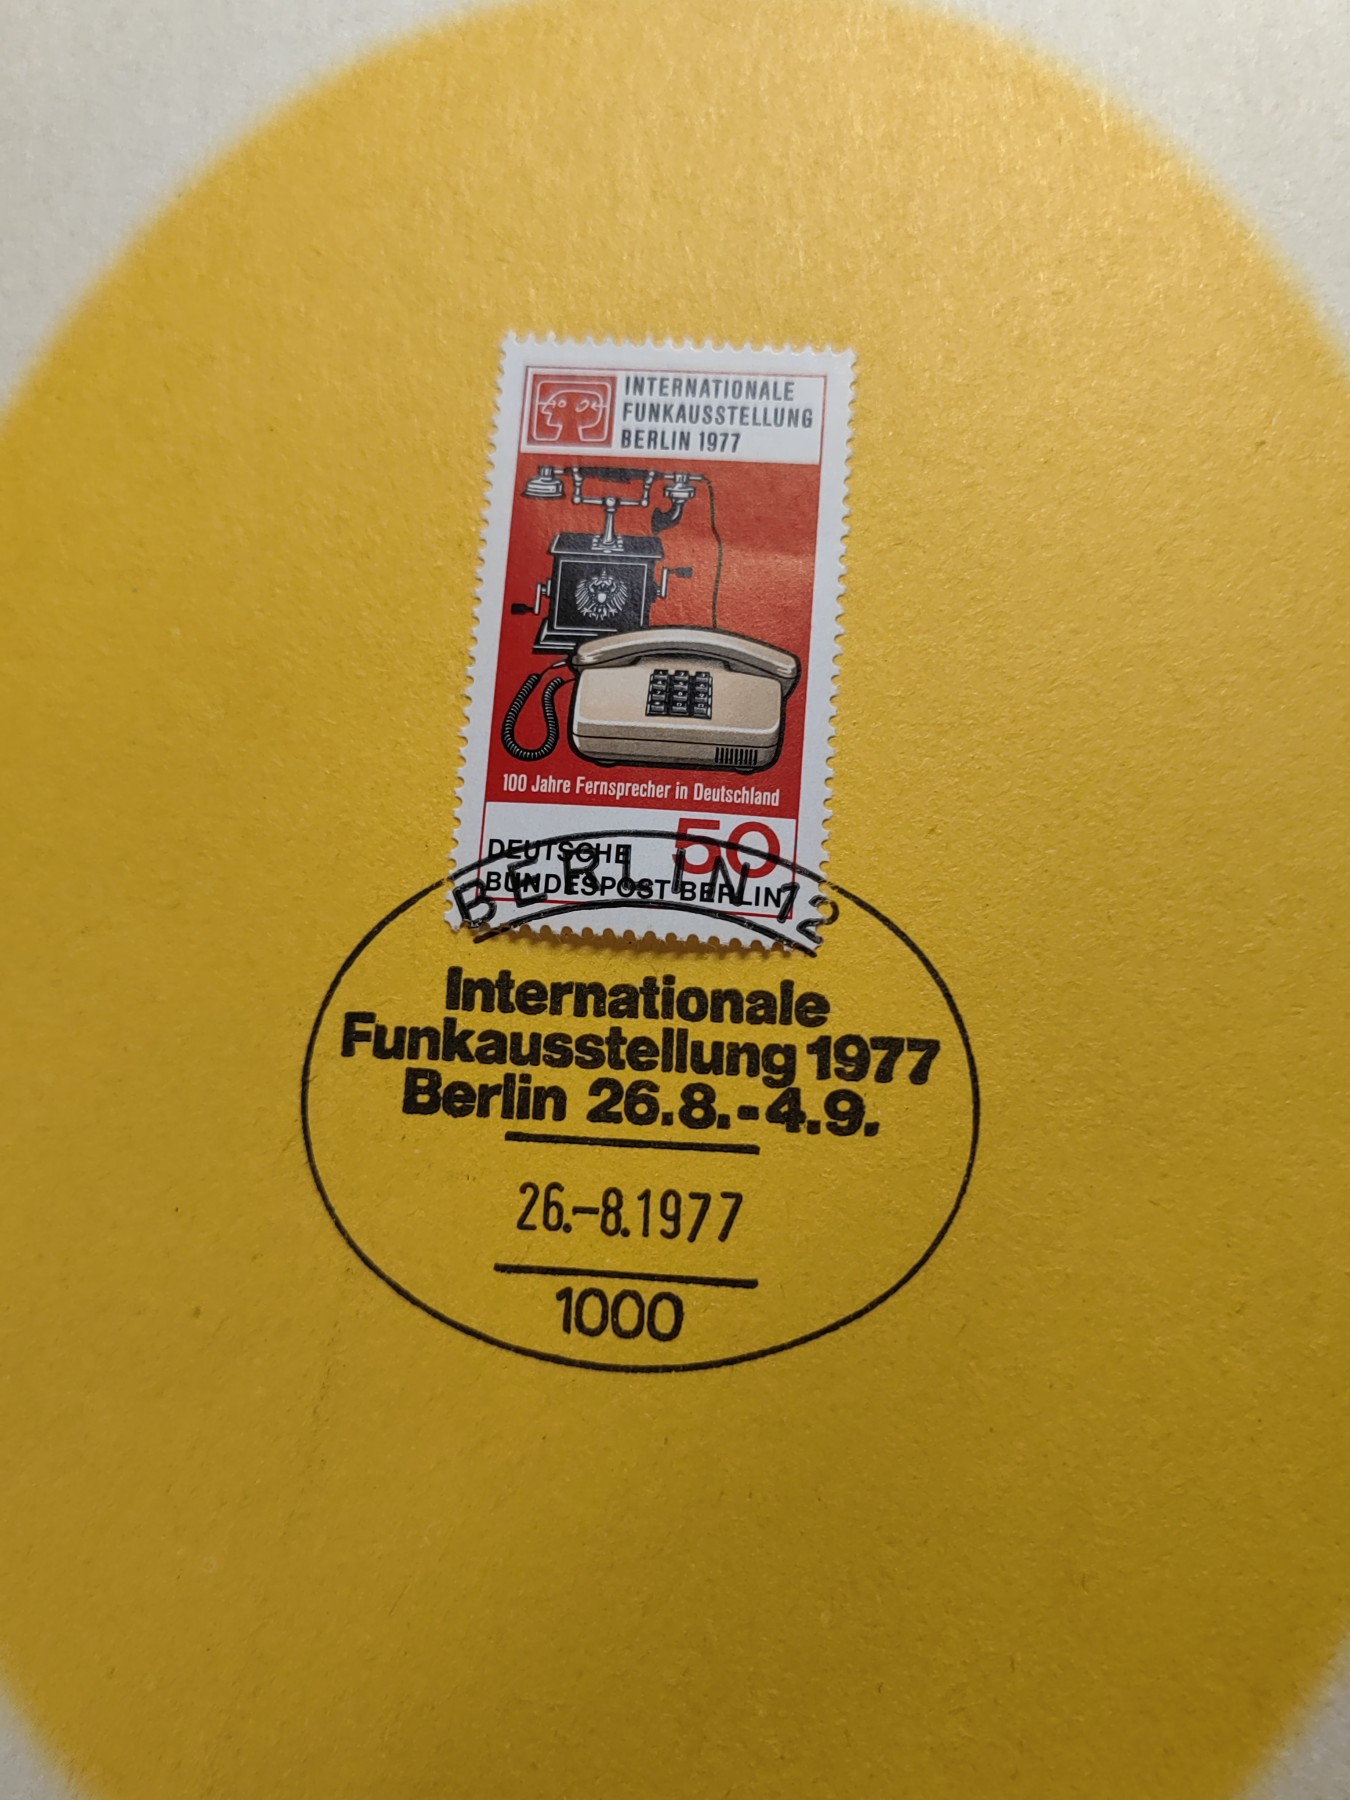 INTERNATIONALE
FUNKAUSSTELLUNG
BERLIN 1977
100 Jahre Fernsprecher in Deutschland
50
DEUTSCHE
BUNDESPOST BERLIN
BERLIN 12
Internationale
Funkausstellung 1977
Berlin 26.8.-4.9.
26.-8.1977
1000